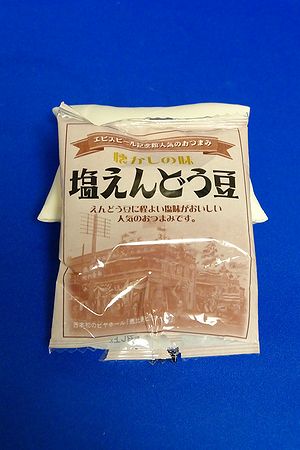 エビスビール記念館人気のおつまみ
懐かしの味
塩えんどう豆
えんどう豆に程よい塩味がおいしい
人気のおつまみです。